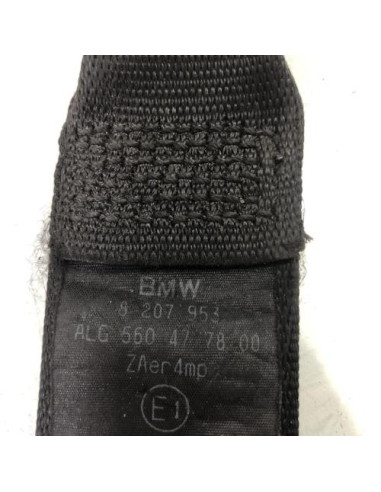 BMW
8 207 953
ALG 560 47 78 00
ZAer4mp
E1